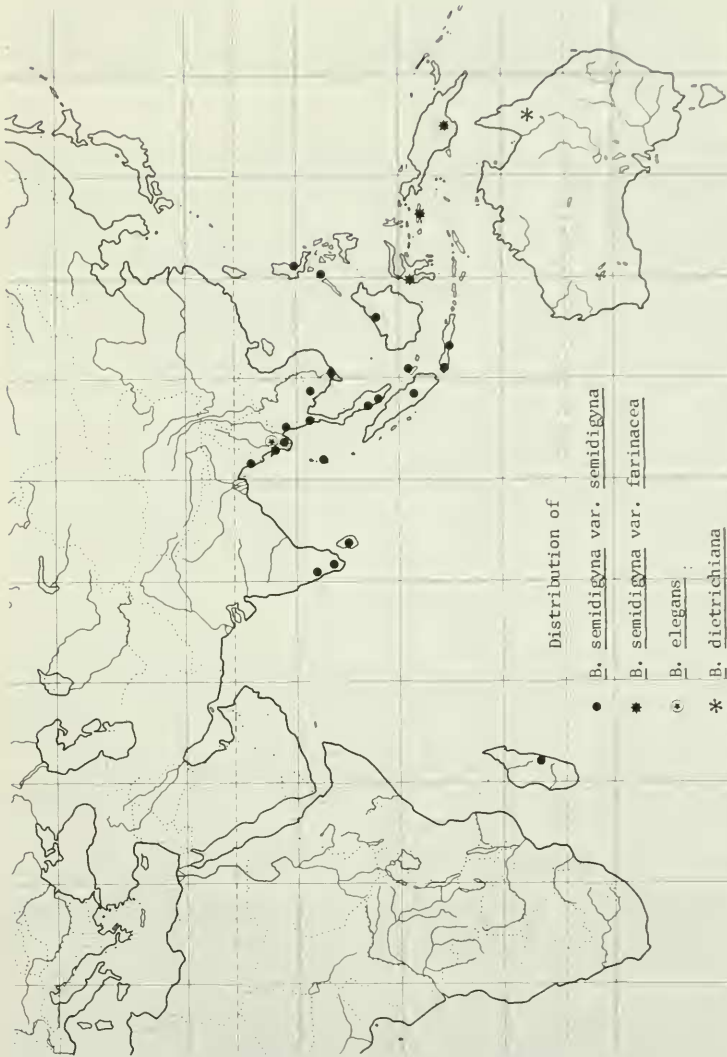 Distribution of
B. semidigyna var. semidigyna
B. semidigyna var. farinacea
B. elegans
B. dietrichiana